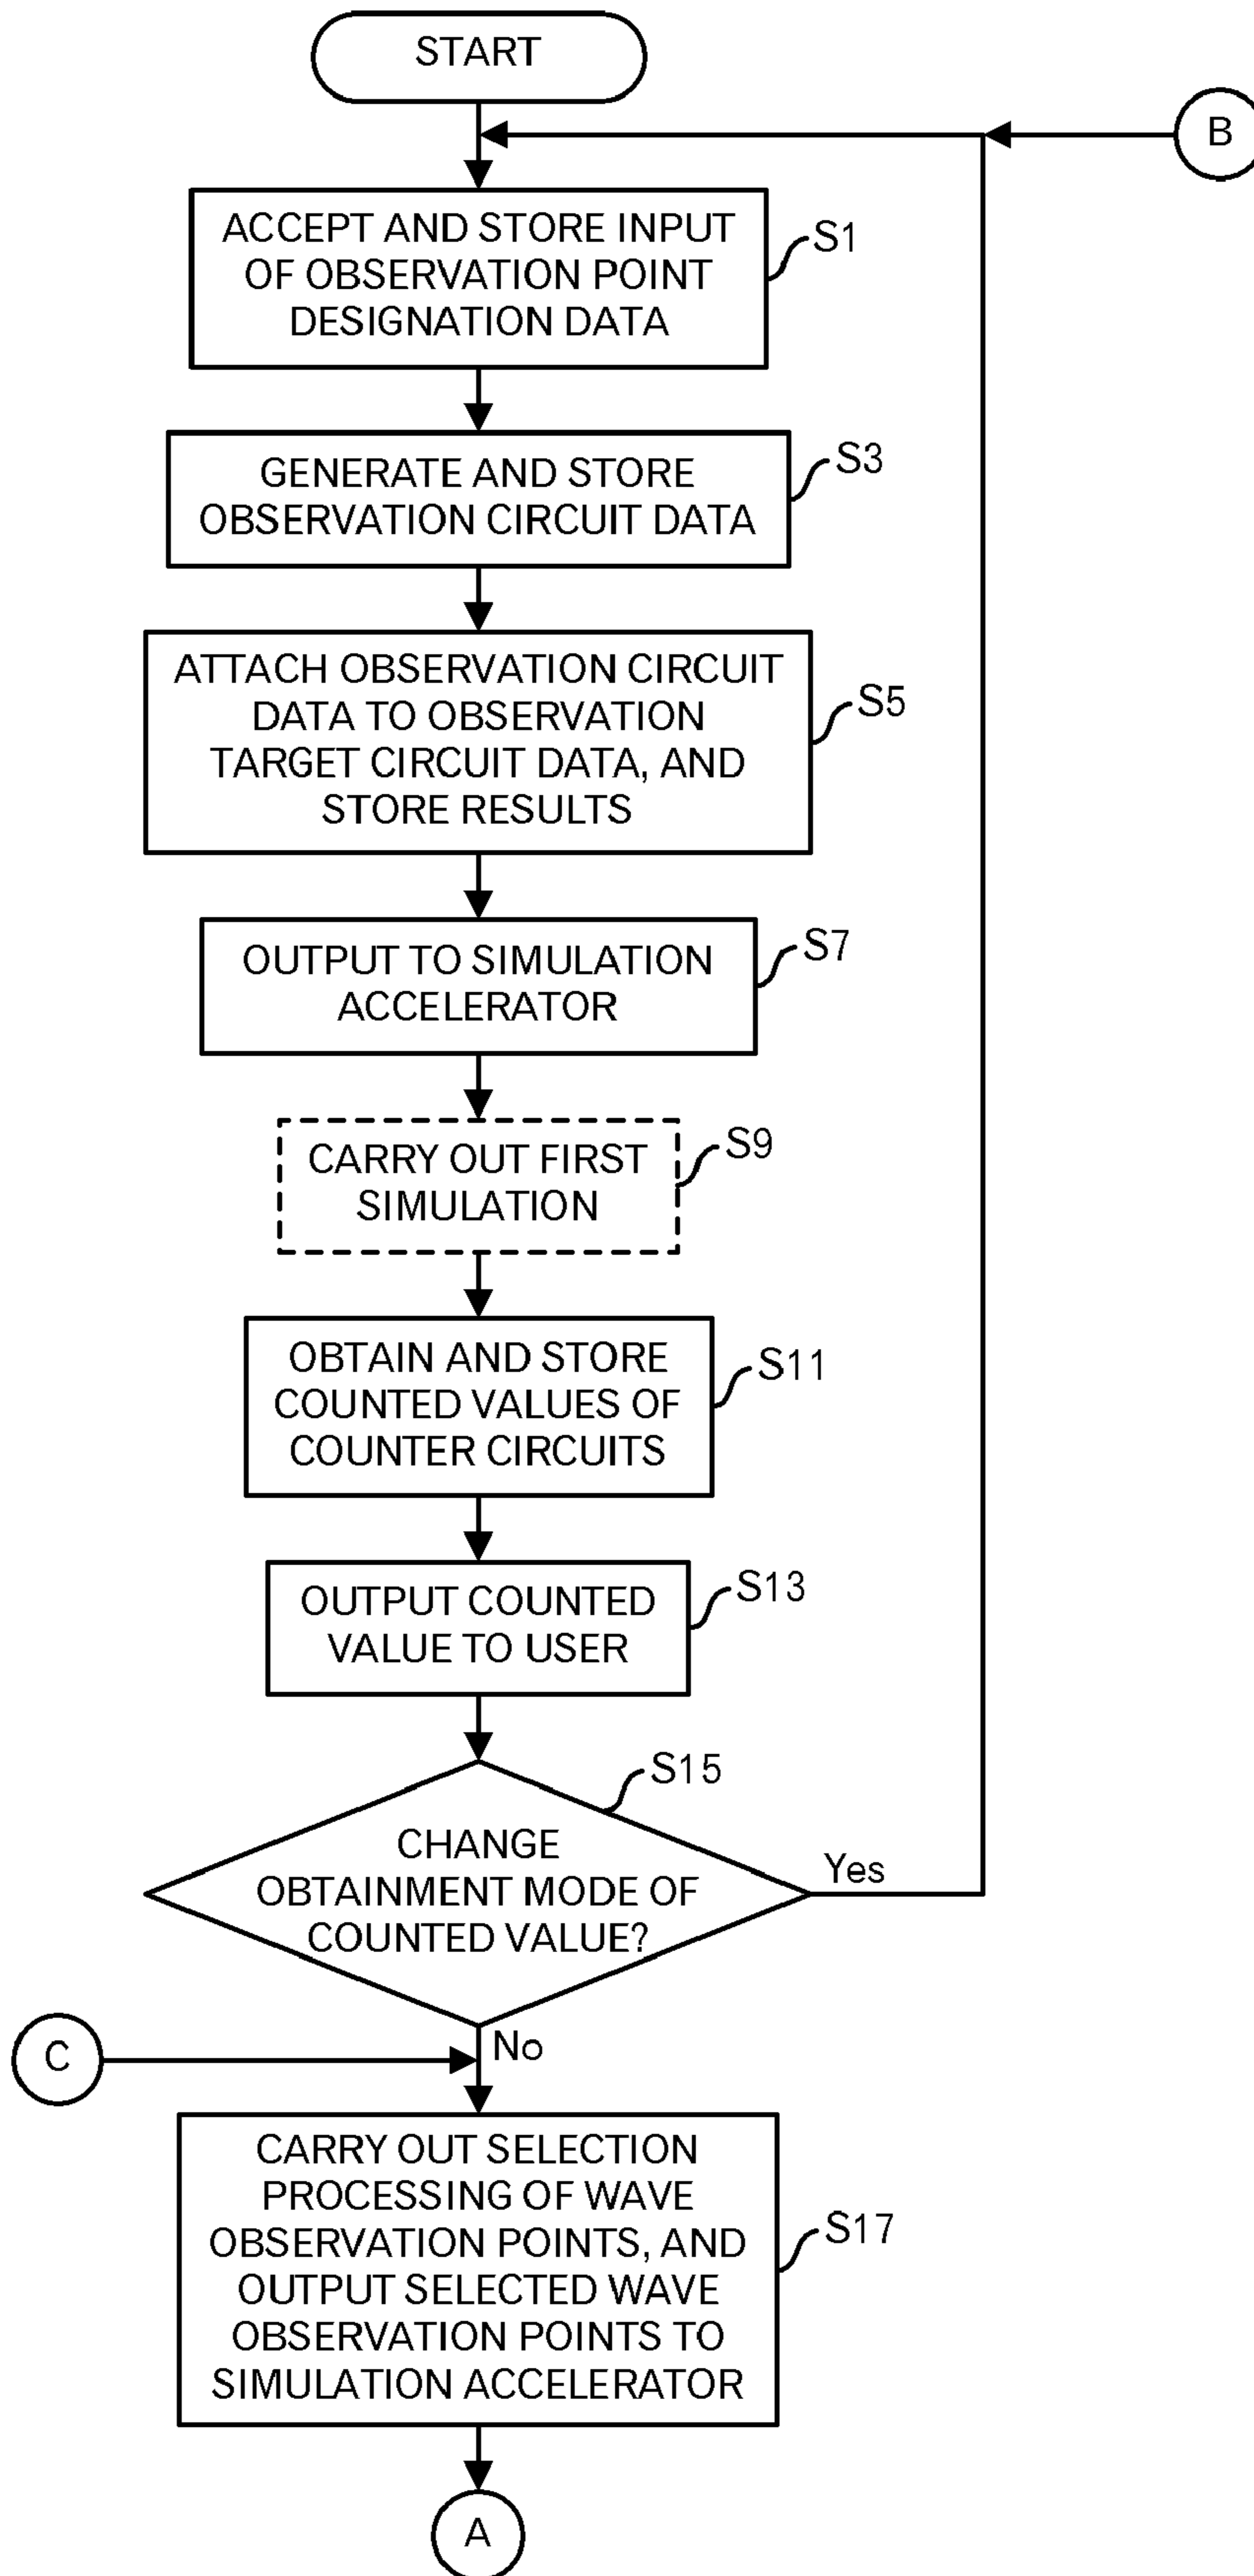 START
B
ACCEPT AND STORE INPUT
OF OBSERVATION POINT
DESIGNATION DATA
S1
GENERATE AND STORE
OBSERVATION CIRCUIT DATA
S3
ATTACH OBSERVATION CIRCUIT
DATA TO OBSERVATION
TARGET CIRCUIT DATA, AND
STORE RESULTS
S5
OUTPUT TO SIMULATION
ACCELERATOR
S7
CARRY OUT FIRST
SIMULATION
S9
OBTAIN AND STORE
COUNTED VALUES OF
COUNTER CIRCUITS
S11
OUTPUT COUNTED
VALUE TO USER
S13
S15
CHANGE
OBTAINMENT MODE OF
COUNTED VALUE?
Yes
No
C
CARRY OUT SELECTION
PROCESSING OF WAVE
OBSERVATION POINTS, AND
OUTPUT SELECTED WAVE
OBSERVATION POINTS TO
SIMULATION ACCELERATOR
S17
A